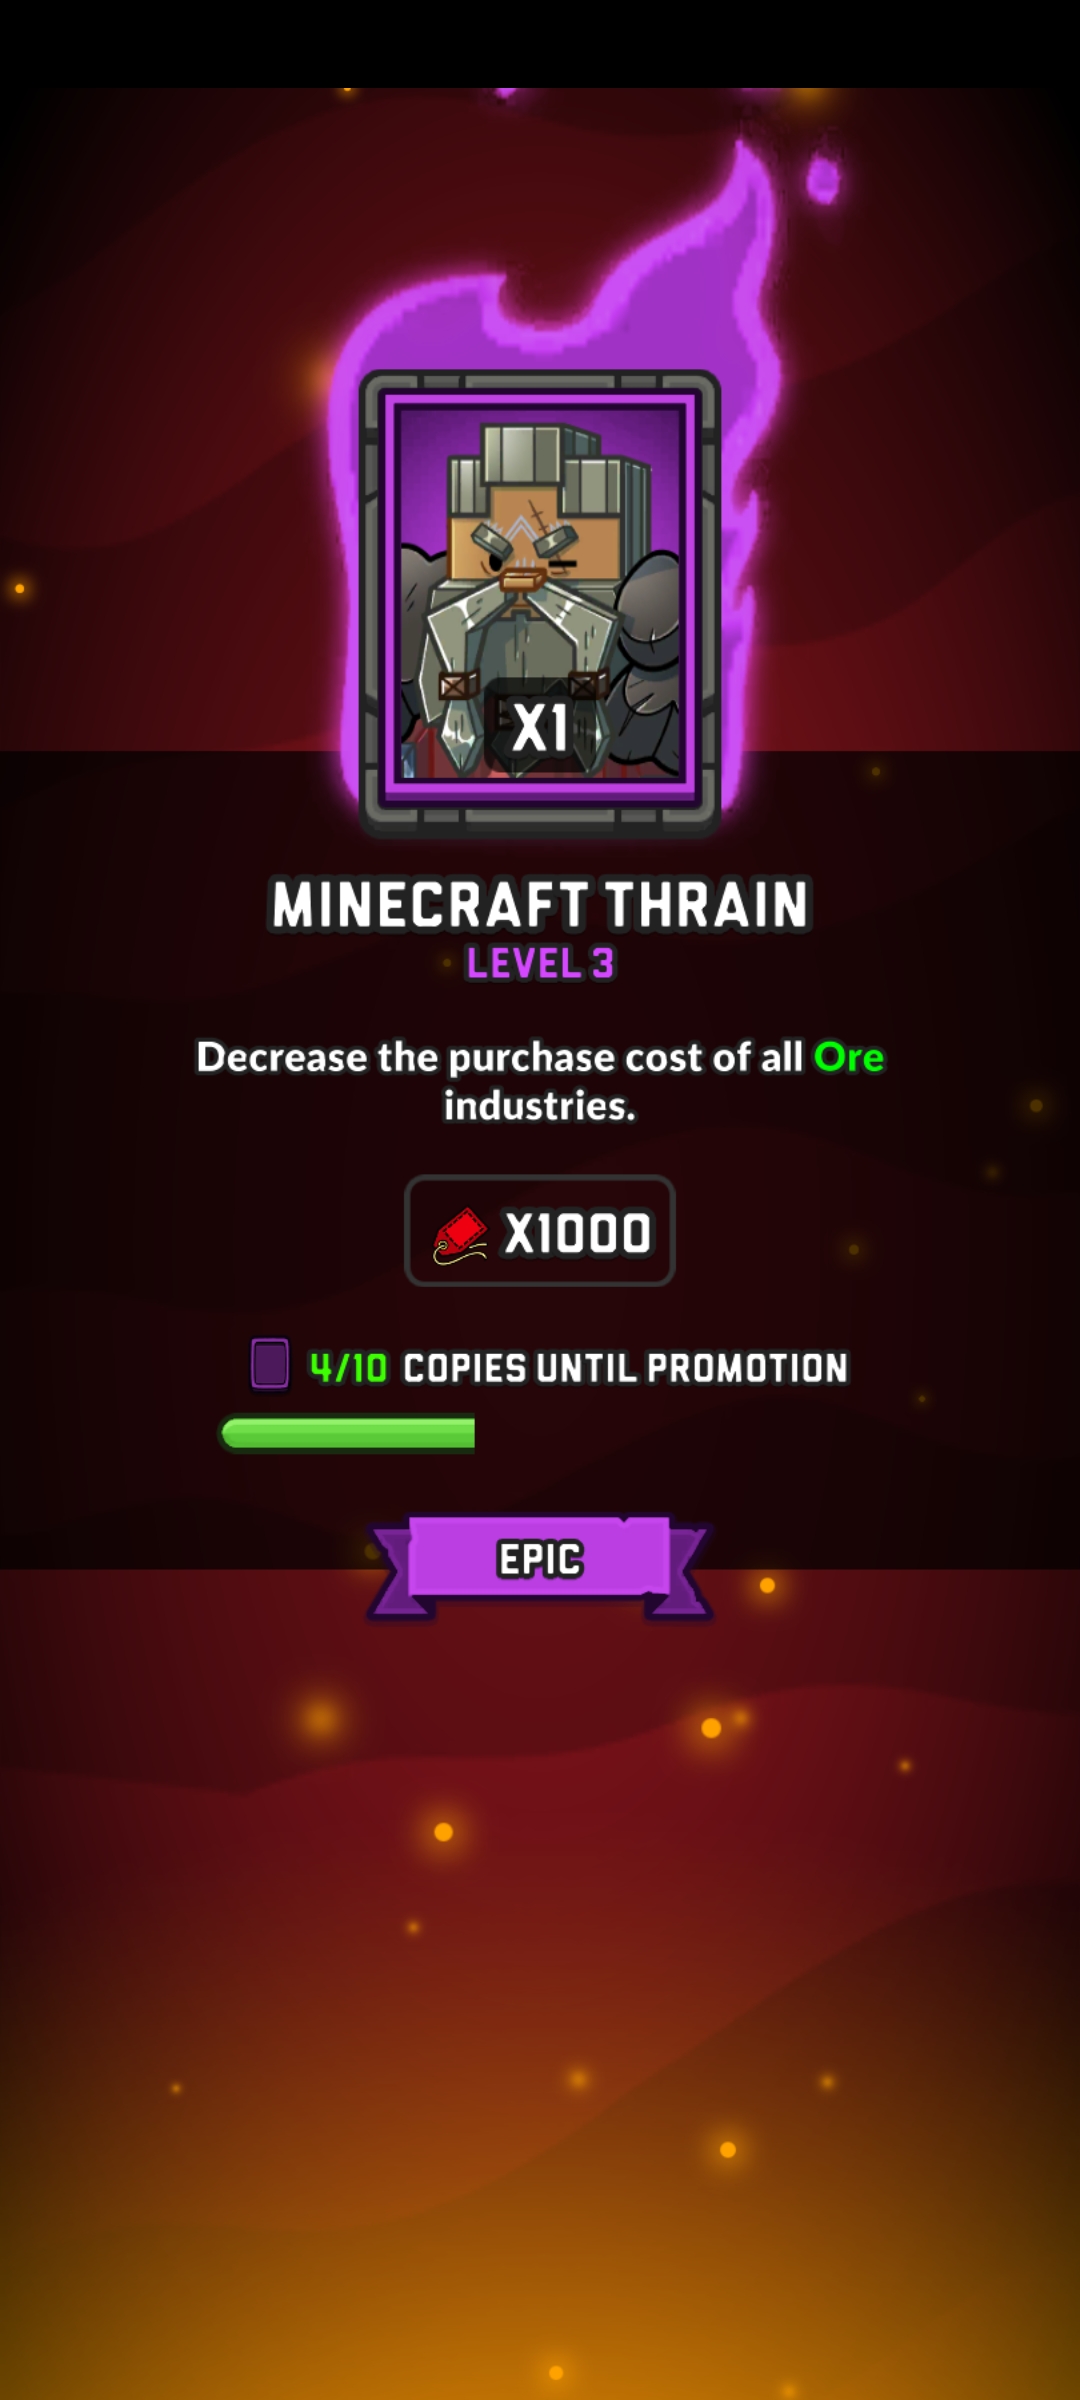 X1
MINECRAFT THRAIN
LEVEL 3
Decrease the purchase cost of all Ore
industries.
X1000
4/10 COPIES UNTIL PROMOTION
EPIC